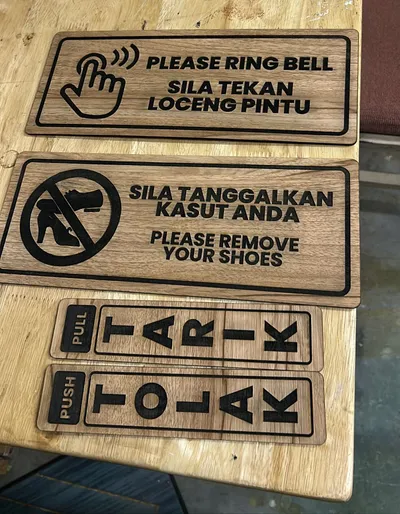 PLEASE RING BELL
SILA TEKAN
LOCENG PINTU
SILA TANGGALKAN
KASUT ANDA
PLEASE REMOVE
YOUR SHOES
PULL
TARIK
PUSH
TOLAK